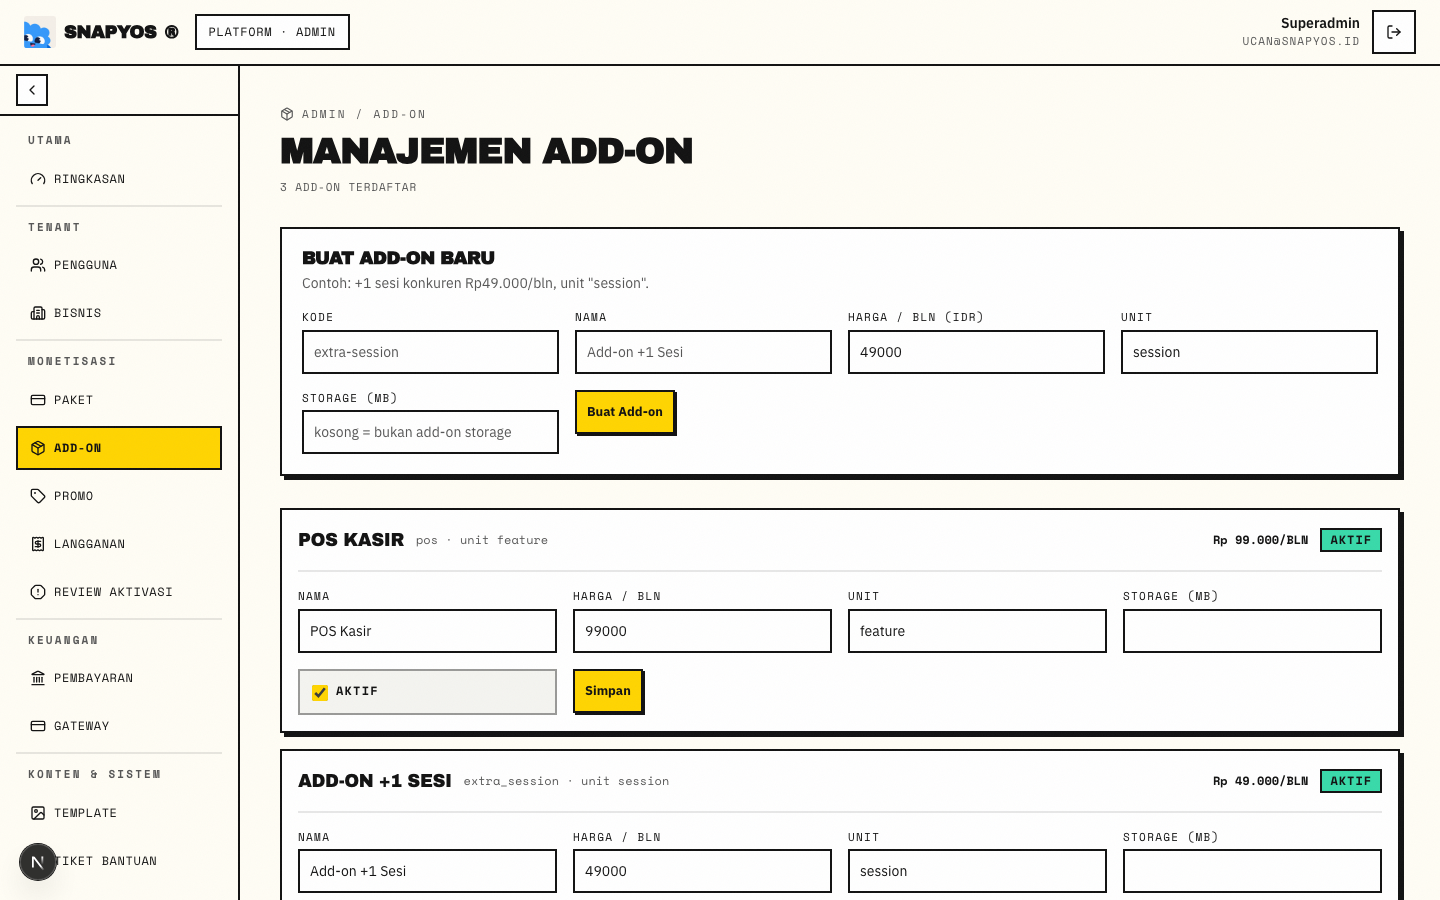 SNAPYOS ®
PLATFORM · ADMIN
Superadmin
UCAN@SNAPYOS.ID
UTAMA
RINGKASAN
TENANT
PENGGUNA
BISNIS
MONETISASI
PAKET
ADD-ON
PROMO
LANGGANAN
REVIEW AKTIVASI
KEUANGAN
PEMBAYARAN
GATEWAY
KONTEN & SISTEM
TEMPLATE
TIKET BANTUAN
N
ADMIN / ADD-ON
MANAJEMEN ADD-ON
3 ADD-ON TERDAFTAR
BUAT ADD-ON BARU
Contoh: +1 sesi konkuren Rp49.000/bln, unit "session".
KODE NAMA HARGA / BLN (IDR) UNIT
extra-session Add-on +1 Sesi 49000 session
STORAGE (MB)
kosong = bukan add-on storage Buat Add-on
POS KASIR pos · unit feature Rp 99.000/BLN AKTIF
NAMA HARGA / BLN UNIT STORAGE (MB)
POS Kasir 99000 feature
AKTIF Simpan
ADD-ON +1 SESI extra_session · unit session Rp 49.000/BLN AKTIF
NAMA HARGA / BLN UNIT STORAGE (MB)
Add-on +1 Sesi 49000 session